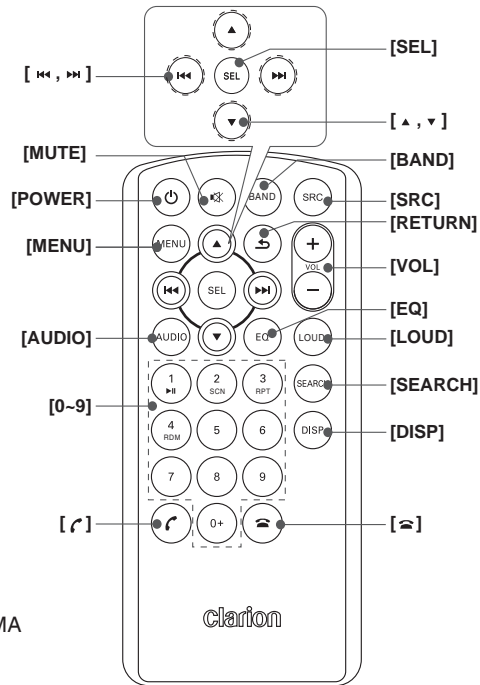 ▲
[SEL]
[ ⏮ , ⏭ ]
⏮ SEL ⏭
▼
[ ▲ , ▼ ]
[MUTE]
[BAND]
[POWER]
BAND SRC
[SRC]
[RETURN]
[MENU]
MENU ▲ +
VOL
[VOL]
⏮ SEL ⏭ −
[EQ]
[AUDIO]
AUDIO ▼ EQ LOUD
[LOUD]
1 2 3
▶II SCN RPT
SEARCH
[SEARCH]
[0~9]
4 5 6
RDM
DISP
[DISP]
7 8 9
[ ]
0+
[ ]
clarion
MA